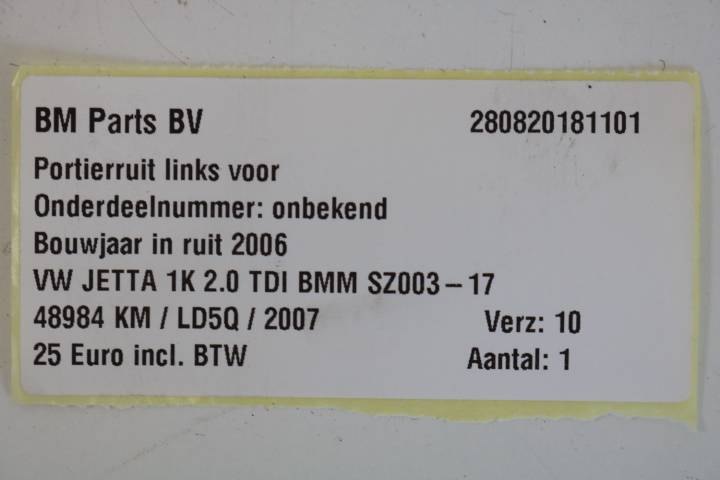 BM Parts BV 280820181101
Portierruit links voor
Onderdeelnummer: onbekend
Bouwjaar in ruit 2006
VW JETTA 1K 2.0 TDI BMM SZ003-17
48984 KM / LD5Q / 2007 Verz: 10
25 Euro incl. BTW Aantal: 1